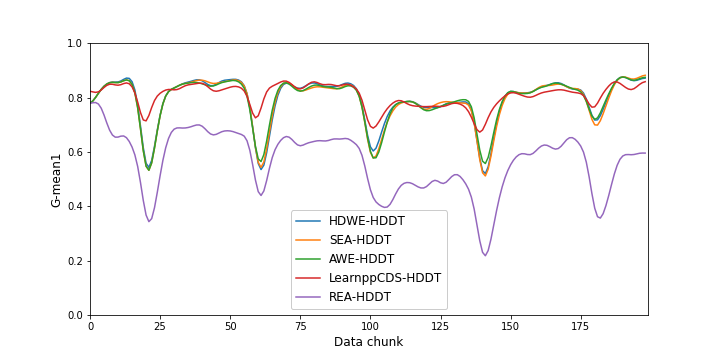 1.0
0.8
0.6
0.4
0.2
0.0
G-mean1
0
25
50
75
100
125
150
175
Data chunk
HDWE-HDDT
SEA-HDDT
AWE-HDDT
LearnppCDS-HDDT
REA-HDDT